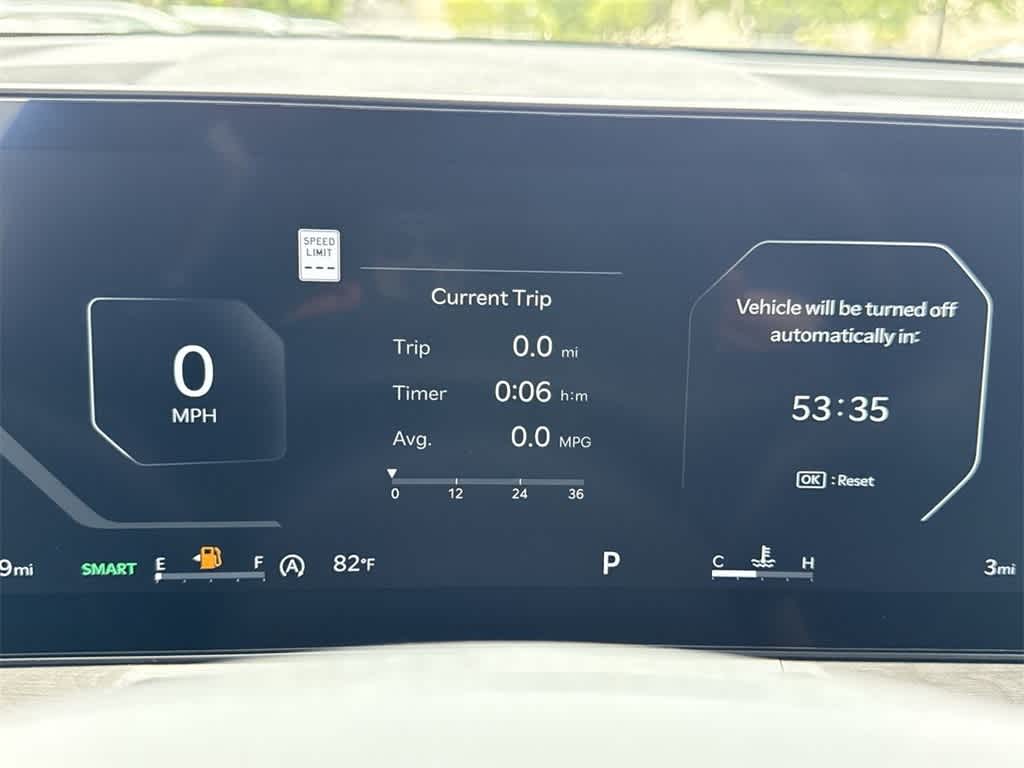 SPEED
LIMIT
---
Current Trip
Trip 0.0 mi
Timer 0:06 h:m
Avg. 0.0 MPG
0 12 24 36
0
MPH
Vehicle will be turned off
automatically in:
53:35
OK : Reset
9mi SMART E F A 82°F P C H 3mi